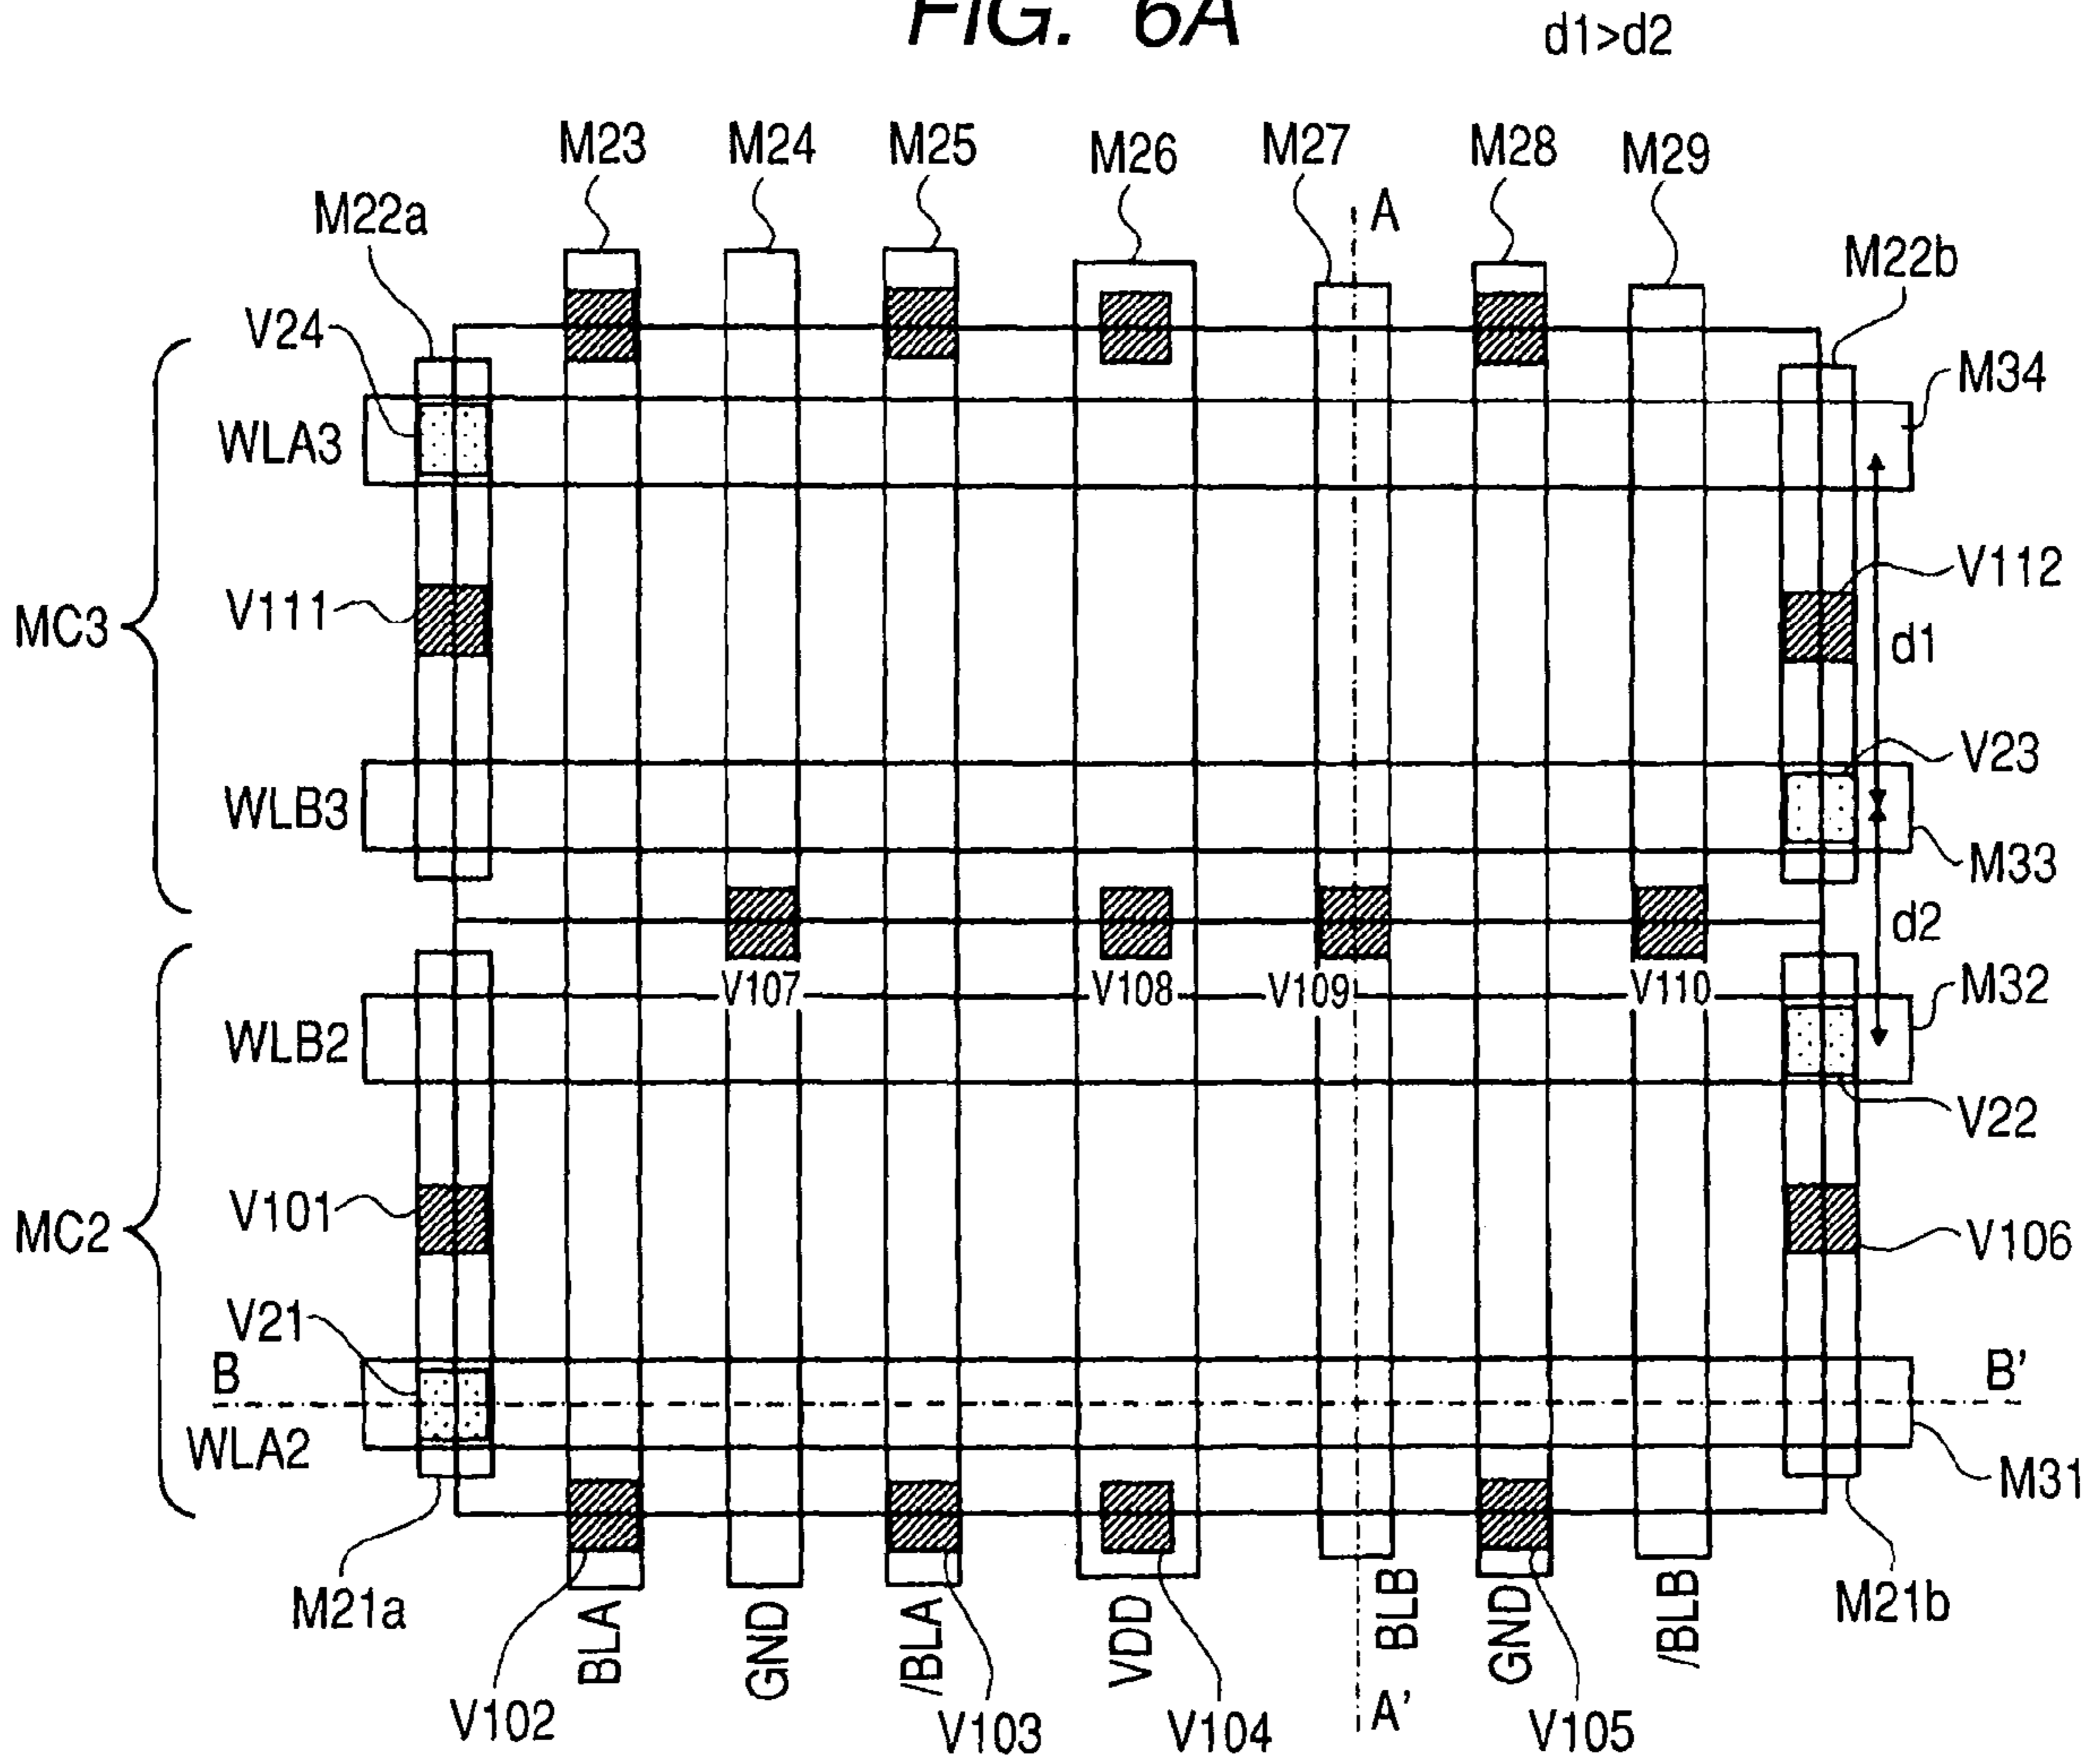 FIG. 6A
d1>d2
M23
M24
M25
M26
M27
M28
M29
A
M22a
M22b
V24
M34
WLA3
V112
V111
MC3
d1
V23
WLB3
M33
d2
V107
V108
V109
V110
M32
WLB2
V22
V101
MC2
V106
V21
B
B'
WLA2
M31
M21a
M21b
BLA
GND
/BLA
VDD
BLB
GND
/BLB
V102
V103
V104
A'
V105